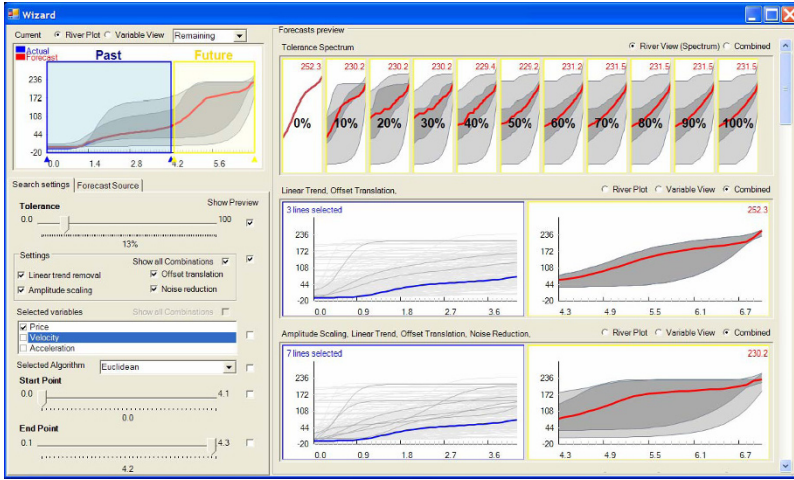 Wizard
Current River Plot Variable View Remaining
Actual
Forecast
Past Future
236
172
108
44
-20
0.0 1.4 2.8 4.2 5.6
Search settings Forecast Source
Tolerance Show Preview
0.0 100
13%
Settings Show all Combinations
Linear trend removal Offset translation
Amplitude scaling Noise reduction
Selected variables Show all Combinations
Price
Velocity
Acceleration
Selected Algorithm Euclidean
Start Point
0.0 4.1
0.0
End Point
0.1 4.3
4.2
Forecasts preview
Tolerance Spectrum River View (Spectrum) Combined
252.3 230.2 230.2 230.2 229.4 225.2 231.2 231.5 231.5 231.5 231.5
0% 10% 20% 30% 40% 50% 60% 70% 80% 90% 100%
Linear Trend, Offset Translation, River Plot Variable View Combined
3 lines selected 252.3
236 236
172 172
108 108
44 44
-20 -20
0.0 0.9 1.8 2.7 3.6 4.3 4.9 5.5 6.1 6.7
Amplitude Scaling, Linear Trend, Offset Translation, Noise Reduction, River Plot Variable View Combined
7 lines selected 230.2
236 236
172 172
108 108
44 44
-20 -20
0.0 0.9 1.8 2.7 3.6 4.3 4.9 5.5 6.1 6.7